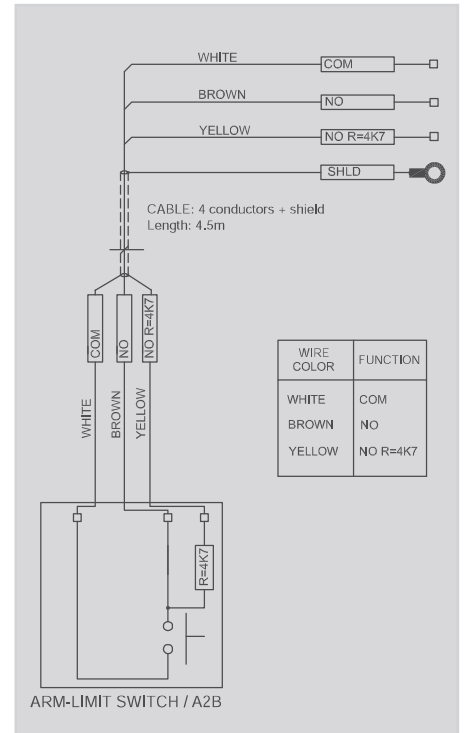 WHITE
COM
BROWN
NO
YELLOW
NO R=4K7
SHLD
CABLE: 4 conductors + shield
Length: 4.5m
COM
NO
NO R=4K7
WHITE
BROWN
YELLOW
WIRE COLOR FUNCTION
WHITE COM
BROWN NO
YELLOW NO R=4K7
R=4K7
ARM-LIMIT SWITCH / A2B